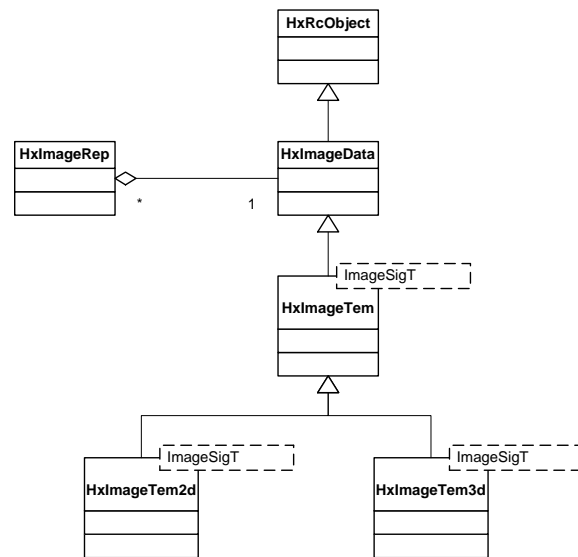 HxRcObject
HxImageRep
HxImageData
*
1
ImageSigT
HxImageTem
ImageSigT
ImageSigT
HxImageTem2d
HxImageTem3d